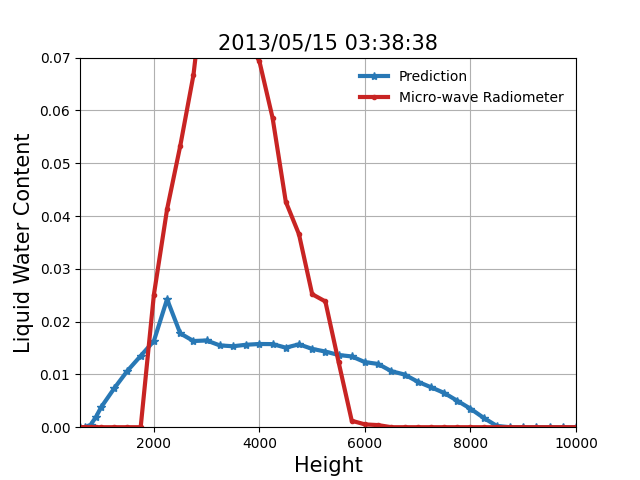 2013/05/15 03:38:38
0.07
0.06
0.05
0.04
0.03
0.02
0.01
0.00
Liquid Water Content
Prediction
Micro-wave Radiometer
2000 4000 6000 8000 10000
Height